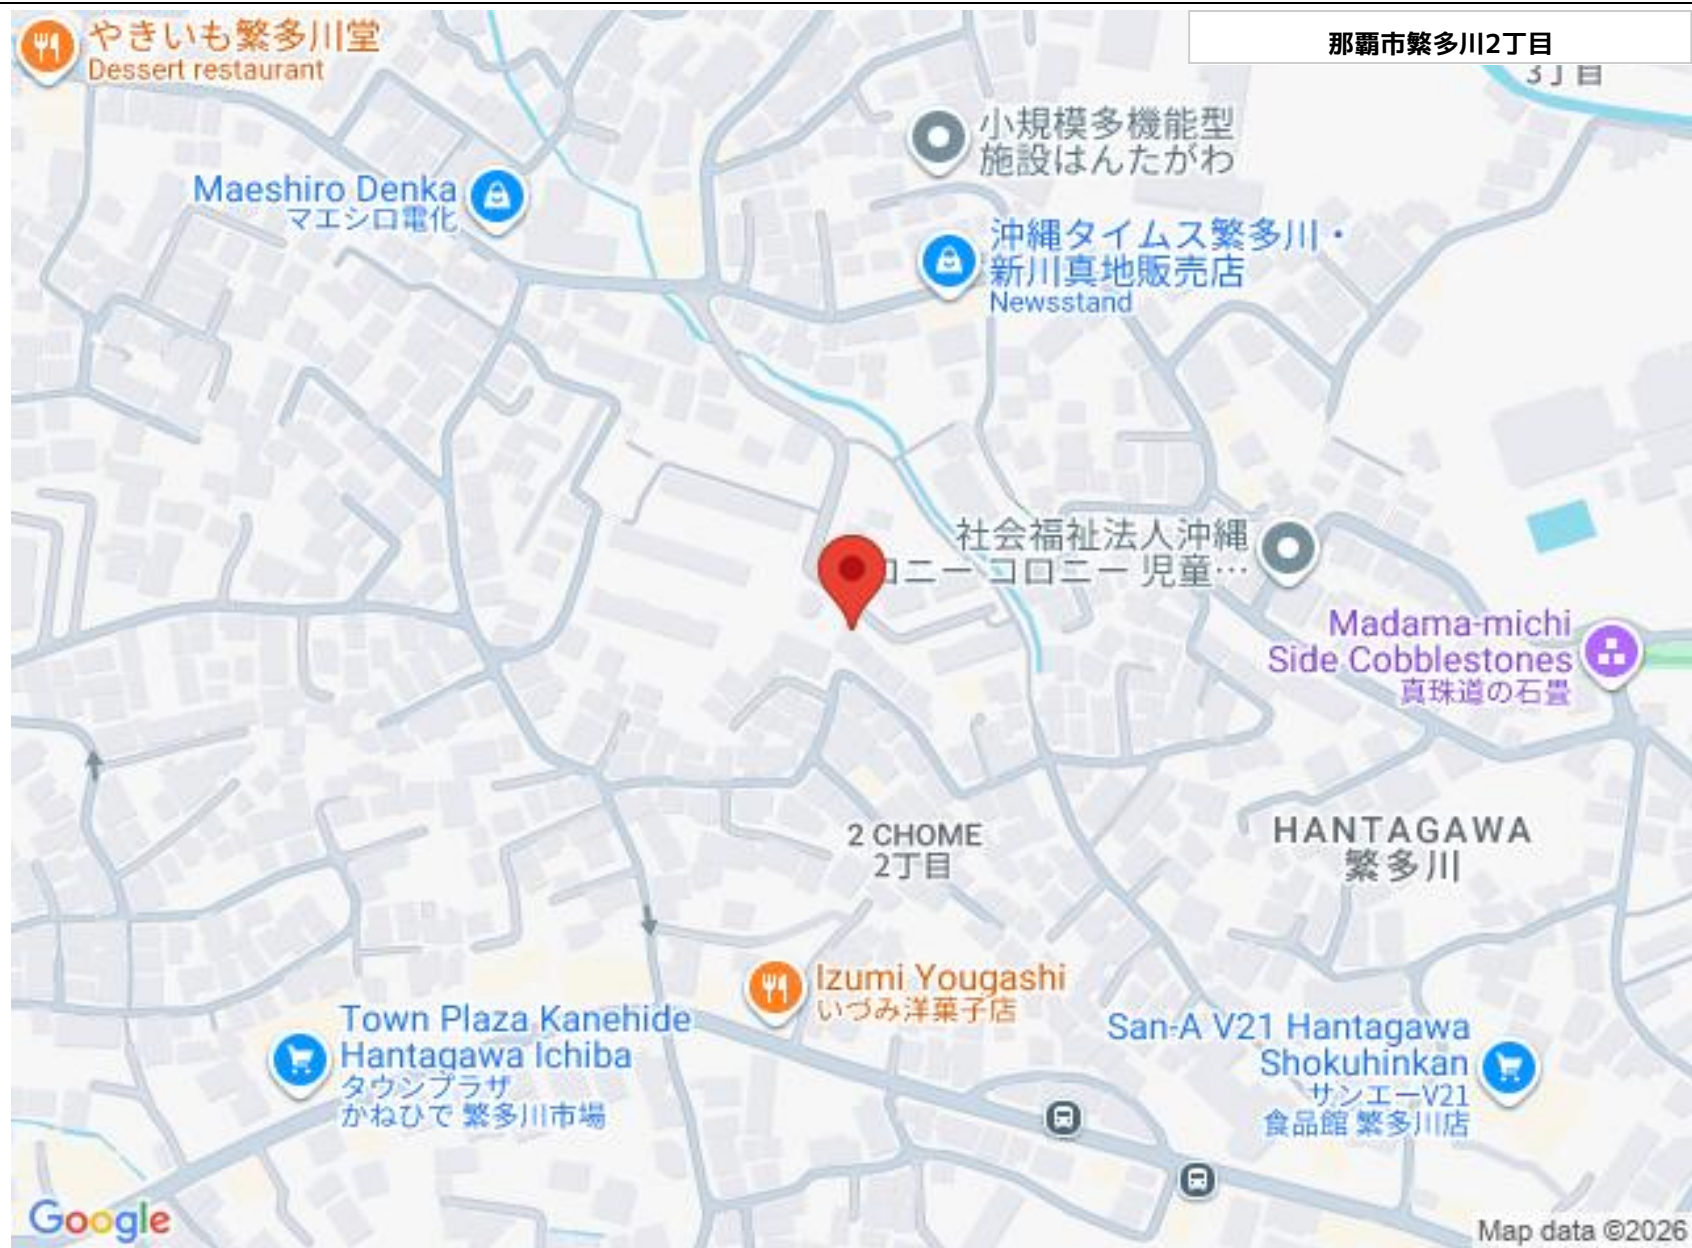 やきいも繁多川堂
Dessert restaurant
那覇市繁多川2丁目
3丁目
小規模多機能型
施設はんたがわ
Maeshiro Denka
マエシロ電化
沖縄タイムス繁多川・
新川真地販売店
Newsstand
社会福祉法人沖縄
ロニー コロニー 児童…
Madama-michi
Side Cobblestones
真珠道の石畳
2 CHOME
2丁目
HANTAGAWA
繁多川
Izumi Yougashi
いづみ洋菓子店
Town Plaza Kanehide
Hantagawa Ichiba
タウンプラザ
かねひで 繁多川市場
San-A V21 Hantagawa
Shokuhinkan
サンエーV21
食品館 繁多川店
Google
Map data ©2026